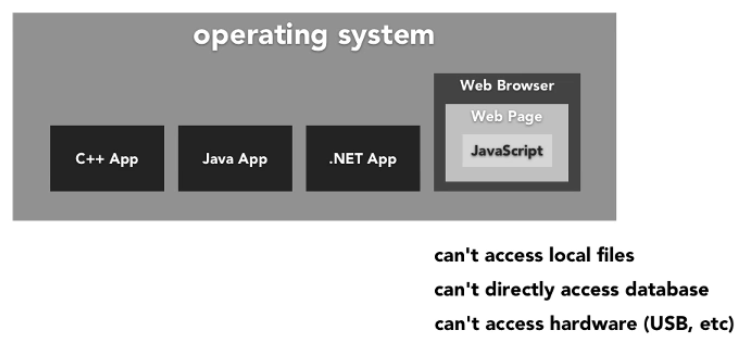 operating system
Web Browser
Web Page
JavaScript
C++ App
Java App
.NET App
can't access local files
can't directly access database
can't access hardware (USB, etc)